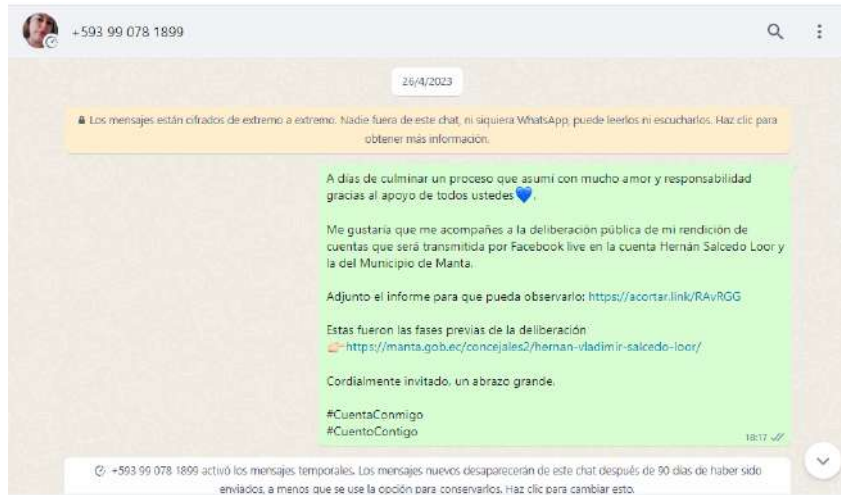 +593 99 078 1899
26/4/2023
Los mensajes están cifrados de extremo a extremo. Nadie fuera de este chat, ni siquiera WhatsApp, puede leerlos ni escucharlos. Haz clic para
obtener más información.
A días de culminar un proceso que asumí con mucho amor y responsabilidad
gracias al apoyo de todos ustedes💙.
Me gustaría que me acompañes a la deliberación pública de mi rendición de
cuentas que será transmitida por Facebook live en la cuenta Hernán Salcedo Loor y
la del Municipio de Manta.
Adjunto el informe para que pueda observarlo: https://acortar.link/RAvRGG
Estas fueron las fases previas de la deliberación
👉🏻https://manta.gob.ec/concejales2/hernan-vladimir-salcedo-loor/
Cordialmente invitado, un abrazo grande.
#CuentaConmigo
#CuentoContigo
18:17
+593 99 078 1899 activó los mensajes temporales. Los mensajes nuevos desaparecerán de este chat después de 90 días de haber sido
enviados, a menos que se use la opción para conservarlos. Haz clic para cambiar esto.